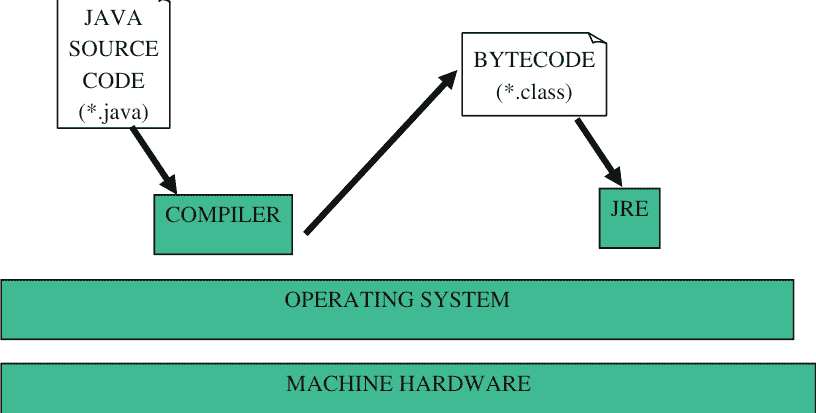 JAVA
SOURCE
CODE
(*.java)
BYTECODE
(*.class)
COMPILER
JRE
OPERATING SYSTEM
MACHINE HARDWARE